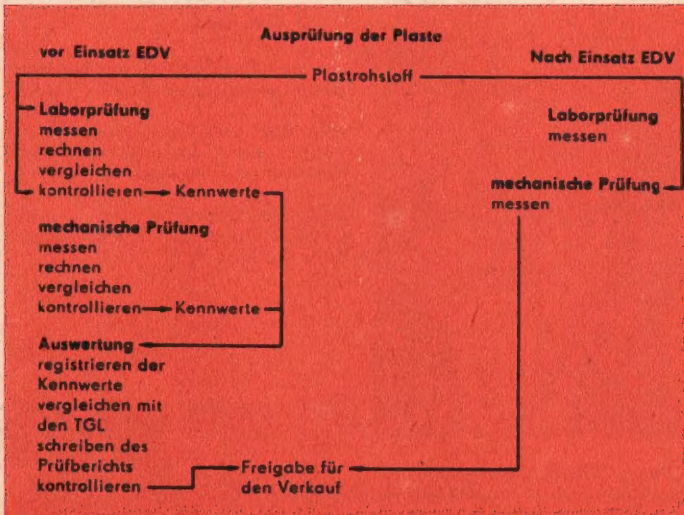 Ausprüfung der Plaste
vor Einsatz EDV
Nach Einsatz EDV
Plastrohstoff
Laborprüfung
messen
rechnen
vergleichen
kontrollieren Kennwerte
mechanische Prüfung
messen
rechnen
vergleichen
kontrollieren Kennwerte
Auswertung
registrieren der
Kennwerte
vergleichen mit
den TGL
schreiben des
Prüfberichts
kontrollieren
Freigabe für
den Verkauf
Laborprüfung
messen
mechanische Prüfung
messen